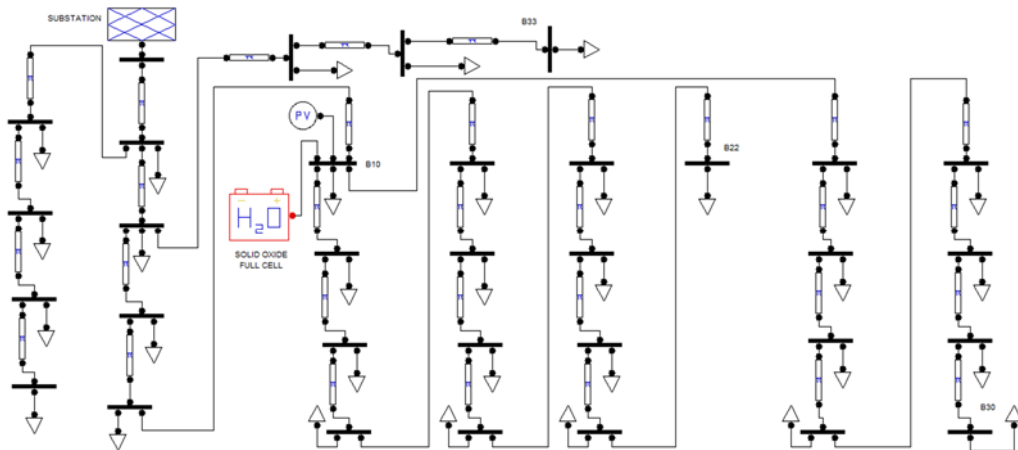 SUBSTATION
B33
PV
B10
B22
H₂O
SOLID OXIDE
FULL CELL
B30